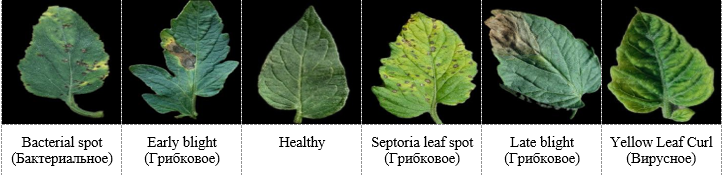 Bacterial spot
(Бактериальное)
Early blight
(Грибковое)
Healthy
Septoria leaf spot
(Грибковое)
Late blight
(Грибковое)
Yellow Leaf Curl
(Вирусное)